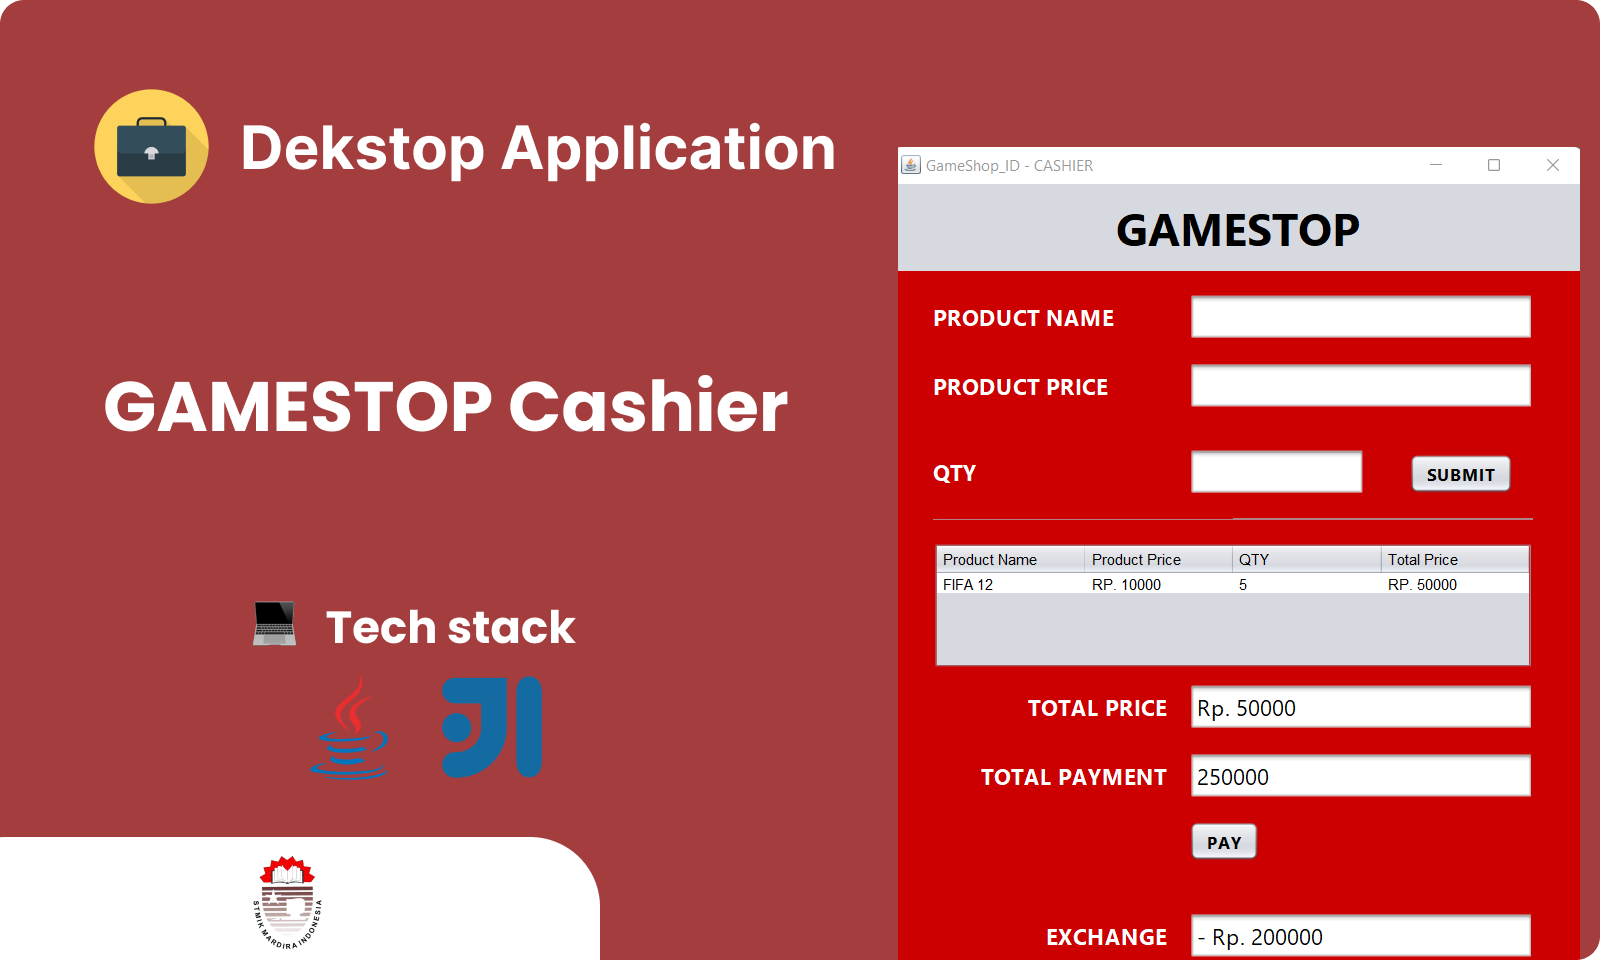 Dekstop Application
GAMESTOP Cashier
Tech stack
STMIK MARDIRA INDONESIA
GameShop_ID - CASHIER
GAMESTOP
PRODUCT NAME
PRODUCT PRICE
QTY
SUBMIT
Product Name Product Price QTY Total Price
FIFA 12 RP. 10000 5 RP. 50000
TOTAL PRICE Rp. 50000
TOTAL PAYMENT 250000
PAY
EXCHANGE - Rp. 200000